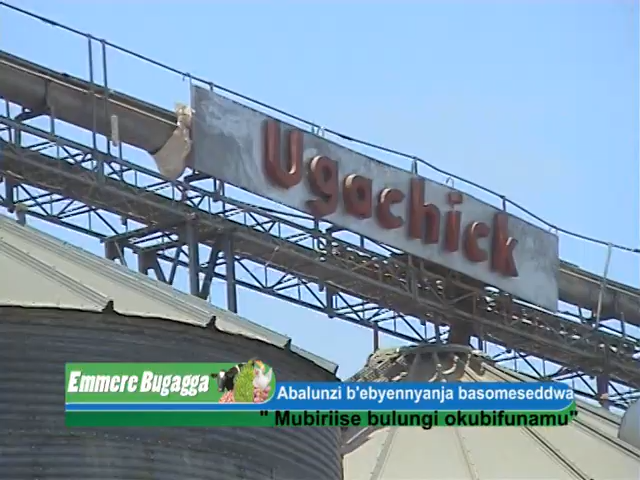 Ugachick
Emmere Bugagga
Abalunzi b'ebyennyanja basomeseddwa
" Mubiriise bulungi okubifunamu"